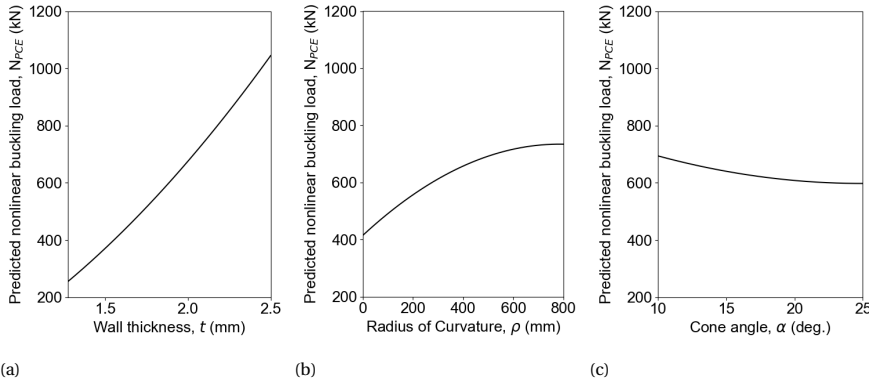 Predicted nonlinear buckling load, N_PCE (kN)
1200
1000
800
600
400
200
1.5 2.0 2.5
Wall thickness, t (mm)
(a)
Predicted nonlinear buckling load, N_PCE (kN)
1200
1000
800
600
400
200
0 200 400 600 800
Radius of Curvature, ρ (mm)
(b)
Predicted nonlinear buckling load, N_PCE (kN)
1200
1000
800
600
400
200
10 15 20 25
Cone angle, α (deg.)
(c)